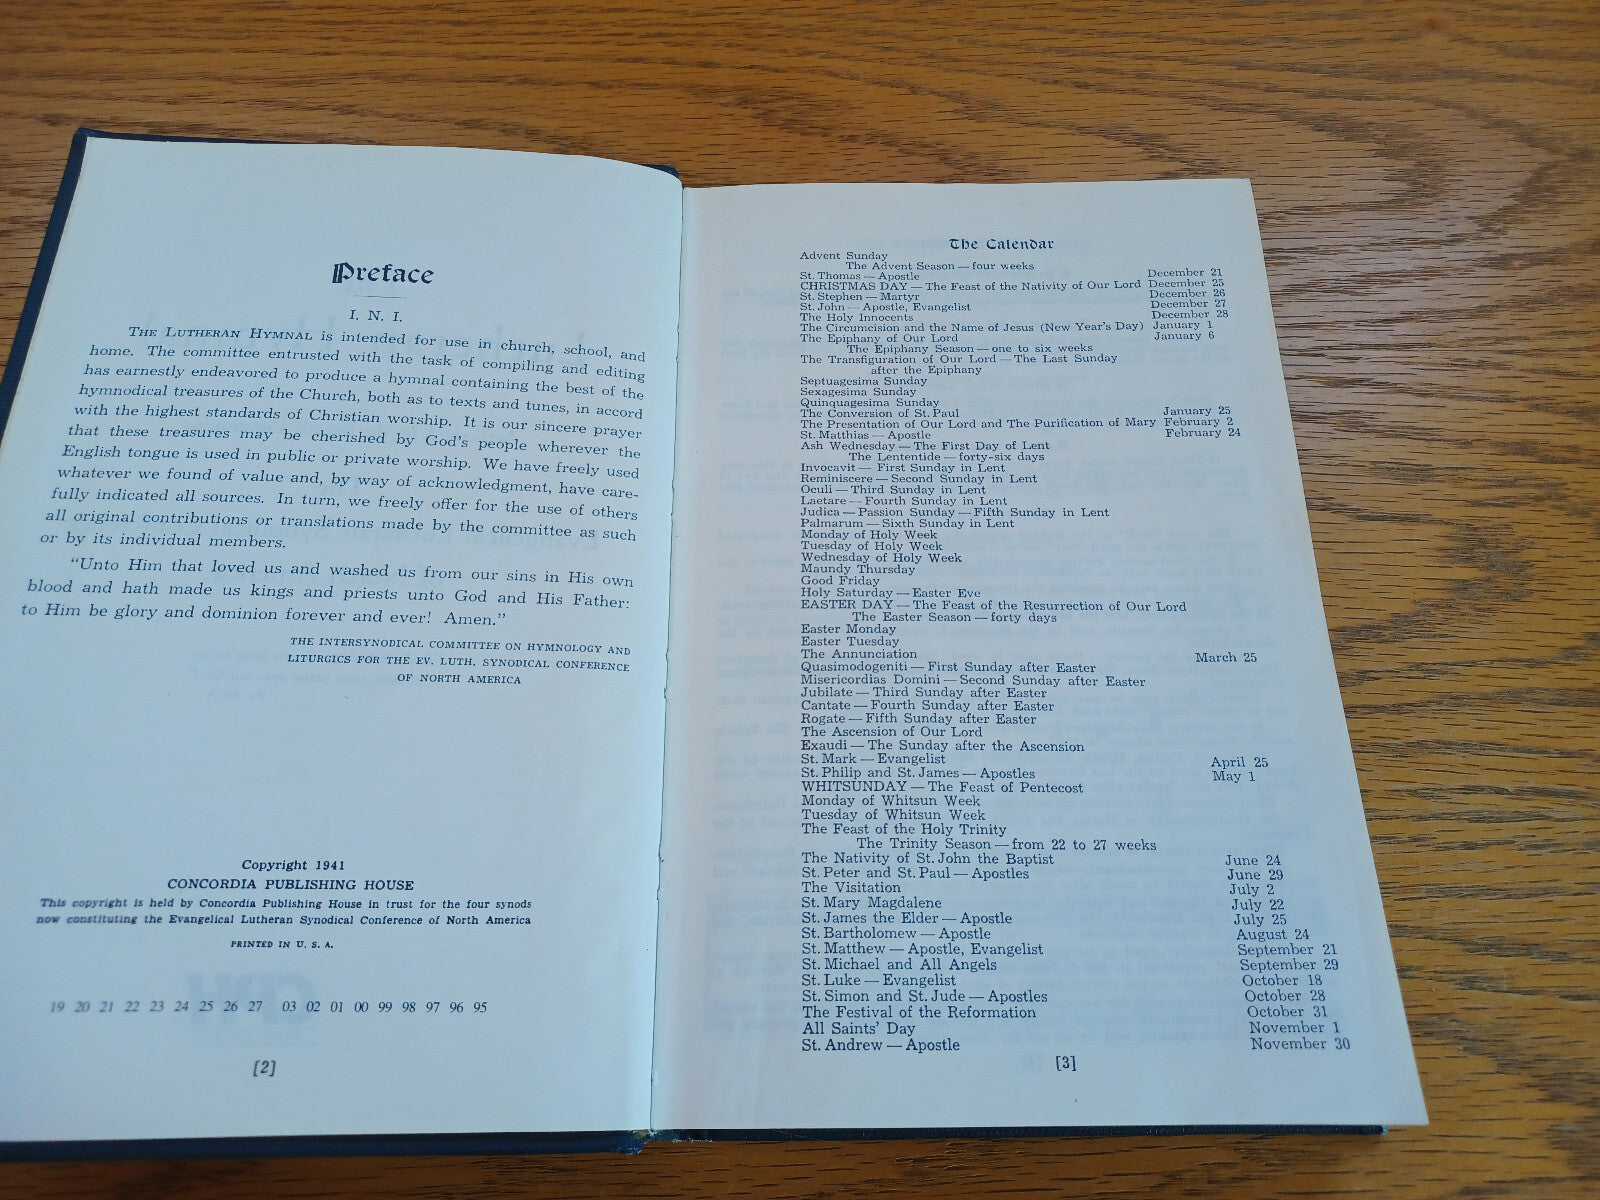 Preface
I. N. I.
THE LUTHERAN HYMNAL is intended for use in church, school, and
home. The committee entrusted with the task of compiling and editing
has earnestly endeavored to produce a hymnal containing the best of the
hymnodical treasures of the Church, both as to texts and tunes, in accord
with the highest standards of Christian worship. It is our sincere prayer
that these treasures may be cherished by God's people wherever the
English tongue is used in public or private worship. We have freely used
whatever we found of value and, by way of acknowledgment, have care-
fully indicated all sources. In turn, we freely offer for the use of others
all original contributions or translations made by the committee as such
or by its individual members.
"Unto Him that loved us and washed us from our sins in His own
blood and hath made us kings and priests unto God and His Father:
to Him be glory and dominion forever and ever! Amen."
THE INTERSYNODICAL COMMITTEE ON HYMNOLOGY AND
LITURGICS FOR THE EV. LUTH. SYNODICAL CONFERENCE
OF NORTH AMERICA
Copyright 1941
CONCORDIA PUBLISHING HOUSE
This copyright is held by Concordia Publishing House in trust for the four synods
now constituting the Evangelical Lutheran Synodical Conference of North America
PRINTED IN U. S. A.
19 20 21 22 23 24 25 26 27 03 02 01 00 99 98 97 96 95
[2]
The Calendar
Advent Sunday
The Advent Season — four weeks
St. Thomas — Apostle December 21
CHRISTMAS DAY — The Feast of the Nativity of Our Lord December 25
St. Stephen — Martyr December 26
St. John — Apostle, Evangelist December 27
The Holy Innocents December 28
The Circumcision and the Name of Jesus (New Year's Day) January 1
The Epiphany of Our Lord January 6
The Epiphany Season — one to six weeks
The Transfiguration of Our Lord — The Last Sunday
after the Epiphany
Septuagesima Sunday
Sexagesima Sunday
Quinquagesima Sunday
The Conversion of St. Paul January 25
The Presentation of Our Lord and The Purification of Mary February 2
St. Matthias — Apostle February 24
Ash Wednesday — The First Day of Lent
The Lententide — forty-six days
Invocavit — First Sunday in Lent
Reminiscere — Second Sunday in Lent
Oculi — Third Sunday in Lent
Laetare — Fourth Sunday in Lent
Judica — Passion Sunday — Fifth Sunday in Lent
Palmarum — Sixth Sunday in Lent
Monday of Holy Week
Tuesday of Holy Week
Wednesday of Holy Week
Maundy Thursday
Good Friday
Holy Saturday — Easter Eve
EASTER DAY — The Feast of the Resurrection of Our Lord
The Easter Season — forty days
Easter Monday
Easter Tuesday
The Annunciation March 25
Quasimodogeniti — First Sunday after Easter
Misericordias Domini — Second Sunday after Easter
Jubilate — Third Sunday after Easter
Cantate — Fourth Sunday after Easter
Rogate — Fifth Sunday after Easter
The Ascension of Our Lord
Exaudi — The Sunday after the Ascension
St. Mark — Evangelist April 25
St. Philip and St. James — Apostles May 1
WHITSUNDAY — The Feast of Pentecost
Monday of Whitsun Week
Tuesday of Whitsun Week
The Feast of the Holy Trinity
The Trinity Season — from 22 to 27 weeks
The Nativity of St. John the Baptist June 24
St. Peter and St. Paul — Apostles June 29
The Visitation July 2
St. Mary Magdalene July 22
St. James the Elder — Apostle July 25
St. Bartholomew — Apostle August 24
St. Matthew — Apostle, Evangelist September 21
St. Michael and All Angels September 29
St. Luke — Evangelist October 18
St. Simon and St. Jude — Apostles October 28
The Festival of the Reformation October 31
All Saints' Day November 1
St. Andrew — Apostle November 30
[3]